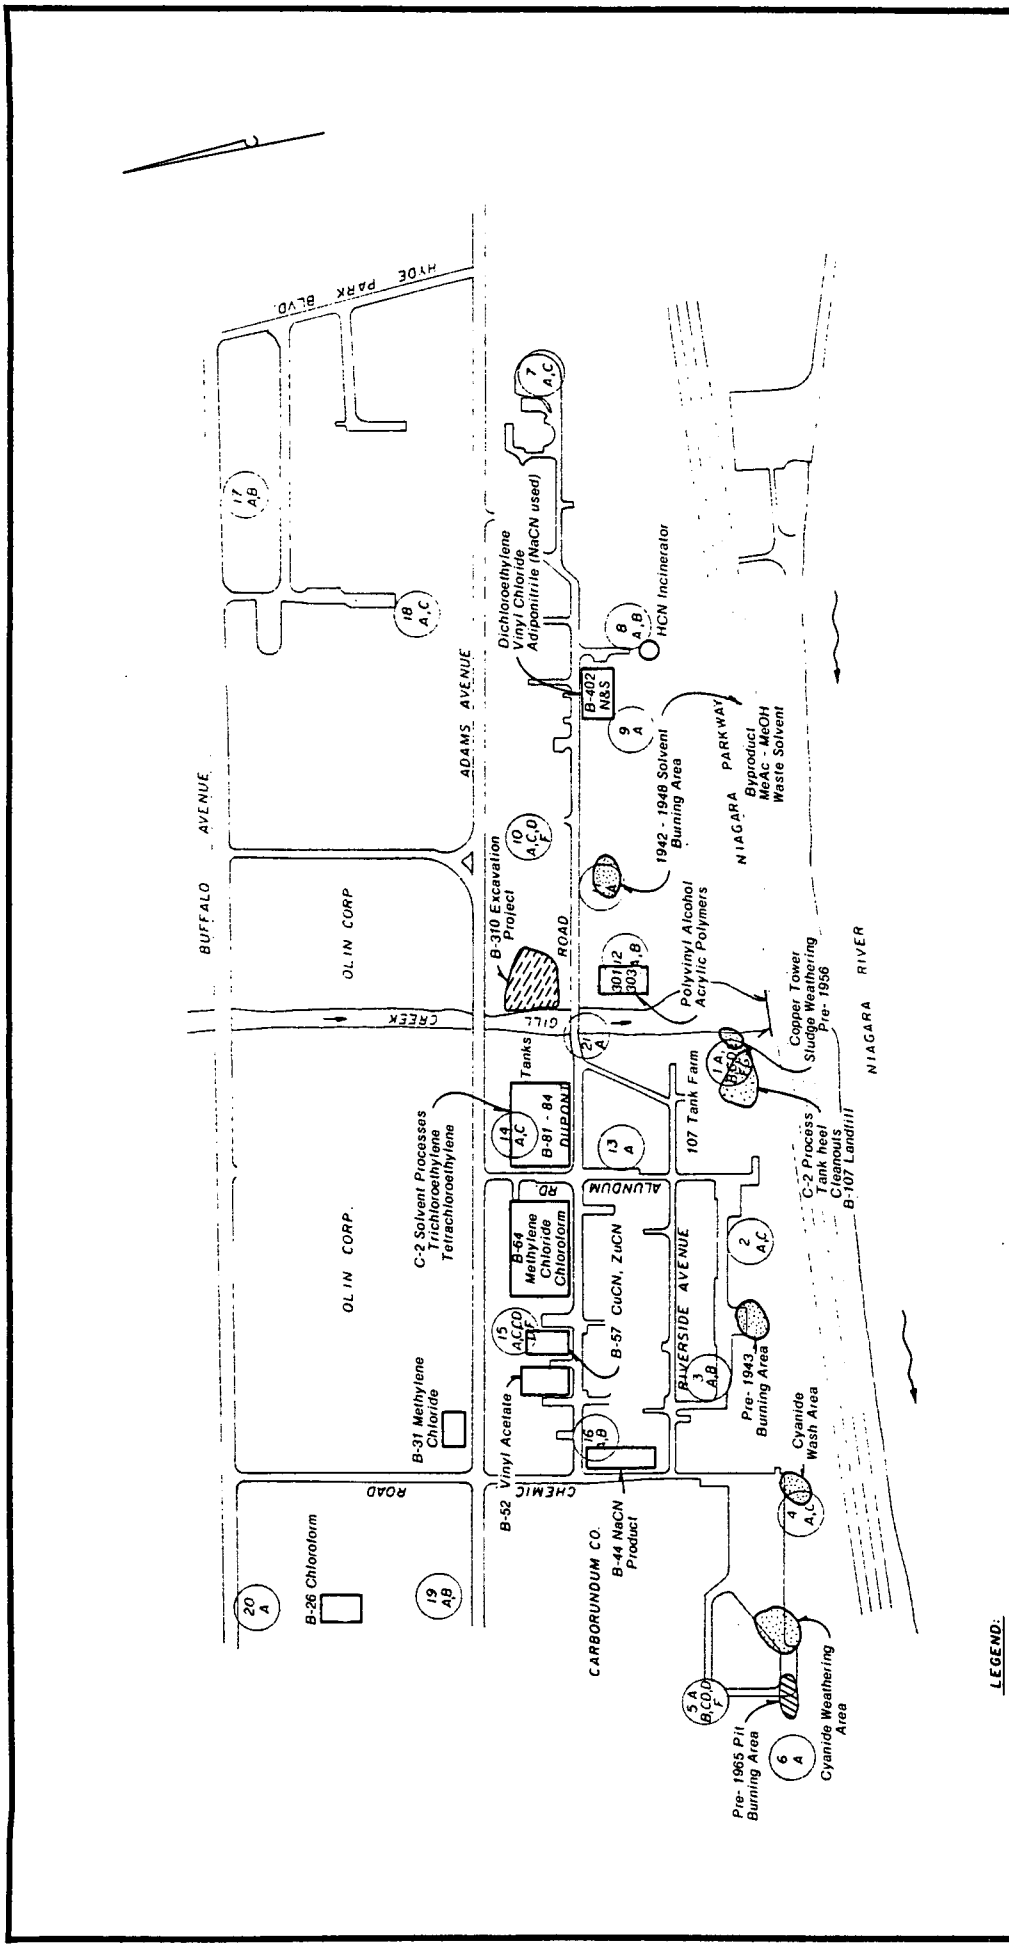 HYDE PARK BLVD.
BUFFALO AVENUE
ADAMS AVENUE
17
A,B
18
A,C
7
A,C
Dichloroethylene
Vinyl Chloride
Adiponitrile (NaCN used)
B-402
N&S
8
A,B
HCN Incinerator
9
A
10
A,C,D
F
1942 - 1948 Solvent
Burning Area
NIAGARA PARKWAY
Byproduct
MeAc - MeOH
Waste Solvent
OLIN CORP
B-310 Excavation
Project
ROAD
301
303
12
A,B
Polyvinyl Alcohol
Acrylic Polymers
GILL CREEK
21
A
Copper Tower
Sludge Weathering
Pre- 1956
NIAGARA RIVER
Tanks
C-2 Solvent Processes
Trichloroethylene
Tetrachloroethylene
14
A,C
B-81 - 84
DUPONT
13
A
107 Tank Farm
1 A,
C-2 Process
Tank heel
Cleanouts
B-107 Landfill
OLIN CORP.
ALUNDUM RD.
B-64
Methylene
Chloride
Chloroform
2
A,C
15
A,C,D
B-57 CuCN, ZuCN
RIVERSIDE AVENUE
3
A,B
Pre- 1943
Burning Area
B-31 Methylene
Chloride
B-52 Vinyl Acetate
16
A,B
CHEMIC ROAD
B-44 NaCN
Product
CARBORUNDUM CO.
Cyanide
Wash Area
4
A,C
20
A
B-26 Chloroform
19
A,B
5 A
B,C,D,
F
Pre- 1965 Pit
Burning Area
6
A
Cyanide Weathering
Area
LEGEND: